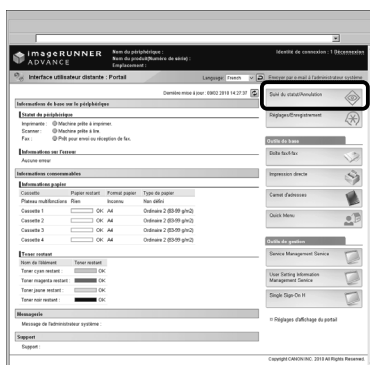 imageRUNNER
ADVANCE
Nom du périphérique :
Nom du produit(Numéro de série) :
Emplacement :
Identité de connexion : 1 Déconnexion
Interface utilisateur distante : Portail
Language: French
Envoyer par e-mail à l'administrateur système
Dernière mise à jour : 09/02 2010 14:37:37
Suivi du statut/Annulation
Informations de base sur le périphérique
Statut du périphérique
Imprimante : Machine prête à imprimer.
Scanner : Machine prête à lire.
Fax : Prêt pour envoi ou réception de fax.
Réglages/Enregistrement
Informations sur l'erreur
Aucune erreur
Outils de base
Boîte fax/I-fax
Informations consommables
Informations papier
Cassette Papier restant Format papier Type de papier
Plateau multifonctions Rien Inconnu Non défini
Cassette 1 OK A4 Ordinaire 2 (83-99 g/m2)
Cassette 2 OK A4 Ordinaire 2 (83-99 g/m2)
Cassette 3 OK A4 Ordinaire 2 (83-99 g/m2)
Cassette 4 OK A4 Ordinaire 2 (83-99 g/m2)
Impression directe
Carnet d'adresses
Quick Menu
Toner restant
Nom de l'élément Toner restant
Toner cyan restant : OK
Toner magenta restant : OK
Toner jaune restant : OK
Toner noir restant : OK
Outils de gestion
Service Management Service
User Setting Information
Management Service
Single Sign-On H
Messagerie
Message de l'administrateur système :
Réglages d'affichage du portail
Support
Support :
Copyright CANON INC. 2010 All Rights Reserved.